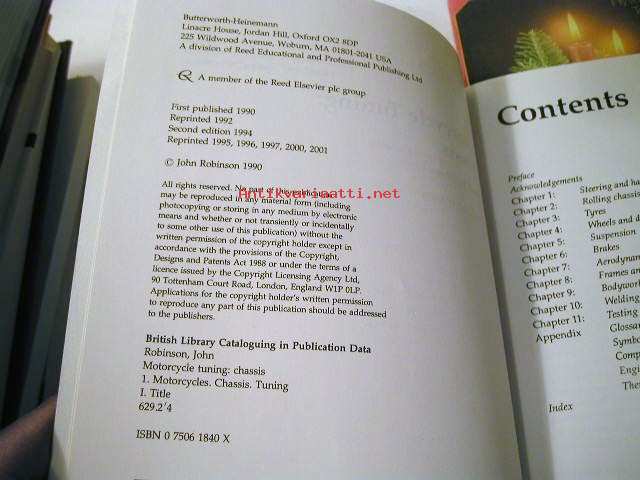 Butterworth-Heinemann
Linacre House, Jordan Hill, Oxford OX2 8DP
225 Wildwood Avenue, Woburn, MA 01801-2041 USA
A division of Reed Educational and Professional Publishing Ltd
A member of the Reed Elsevier plc group
First published 1990
Reprinted 1992
Second edition 1994
Reprinted 1995, 1996, 1997, 2000, 2001
© John Robinson 1990
All rights reserved. No part of this publication
may be reproduced in any material form (including
photocopying or storing in any medium by electronic
means and whether or not transiently or incidentally
to some other use of this publication) without the
written permission of the copyright holder except in
accordance with the provisions of the Copyright,
Designs and Patents Act 1988 or under the terms of a
licence issued by the Copyright Licensing Agency Ltd,
90 Tottenham Court Road, London, England W1P 0LP.
Applications for the copyright holder's written permission
to reproduce any part of this publication should be addressed
to the publishers.
British Library Cataloguing in Publication Data
Robinson, John
Motorcycle tuning: chassis
1. Motorcycles. Chassis. Tuning
I. Title
629.2'4
ISBN 0 7506 1840 X
Antikvariaatti.net
Contents
Preface
Acknowledgements
Chapter 1: Steering and ha
Chapter 2: Rolling chassis
Chapter 3: Tyres
Chapter 4: Wheels and
Chapter 5: Suspension
Chapter 6: Brakes
Chapter 7: Aerodynam
Chapter 8: Frames an
Chapter 9: Bodywor
Chapter 10: Welding
Chapter 11: Testing
Appendix Glossar
Symbo
Comp
Engi
The
Index